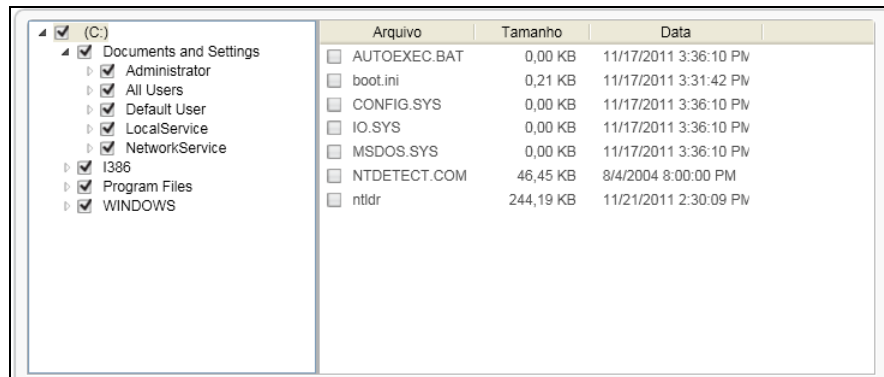 (C:)
Documents and Settings
Administrator
All Users
Default User
LocalService
NetworkService
I386
Program Files
WINDOWS
Arquivo Tamanho Data
AUTOEXEC.BAT 0,00 KB 11/17/2011 3:36:10 PM
boot.ini 0,21 KB 11/17/2011 3:31:42 PM
CONFIG.SYS 0,00 KB 11/17/2011 3:36:10 PM
IO.SYS 0,00 KB 11/17/2011 3:36:10 PM
MSDOS.SYS 0,00 KB 11/17/2011 3:36:10 PM
NTDETECT.COM 46,45 KB 8/4/2004 8:00:00 PM
ntldr 244,19 KB 11/21/2011 2:30:09 PM